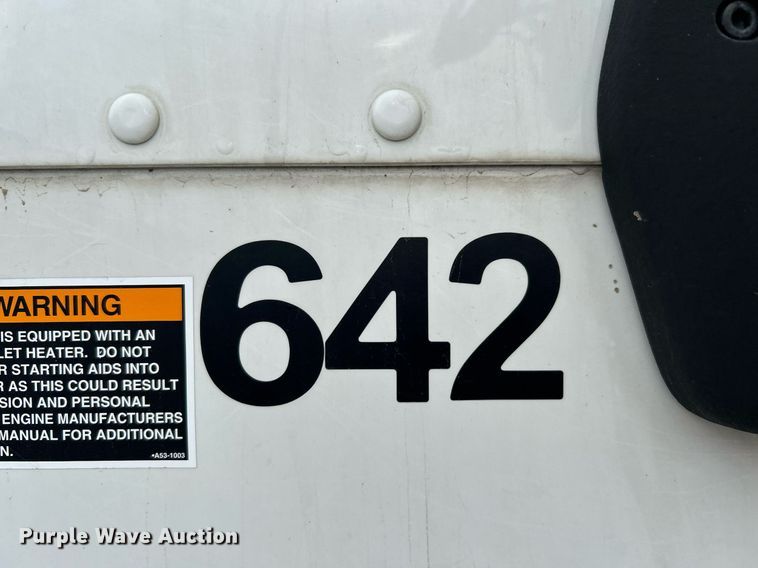 WARNING
IS EQUIPPED WITH AN
LET HEATER. DO NOT
R STARTING AIDS INTO
R AS THIS COULD RESULT
SION AND PERSONAL
ENGINE MANUFACTURERS
MANUAL FOR ADDITIONAL
N.
*A53-1003
642
Purple Wave Auction